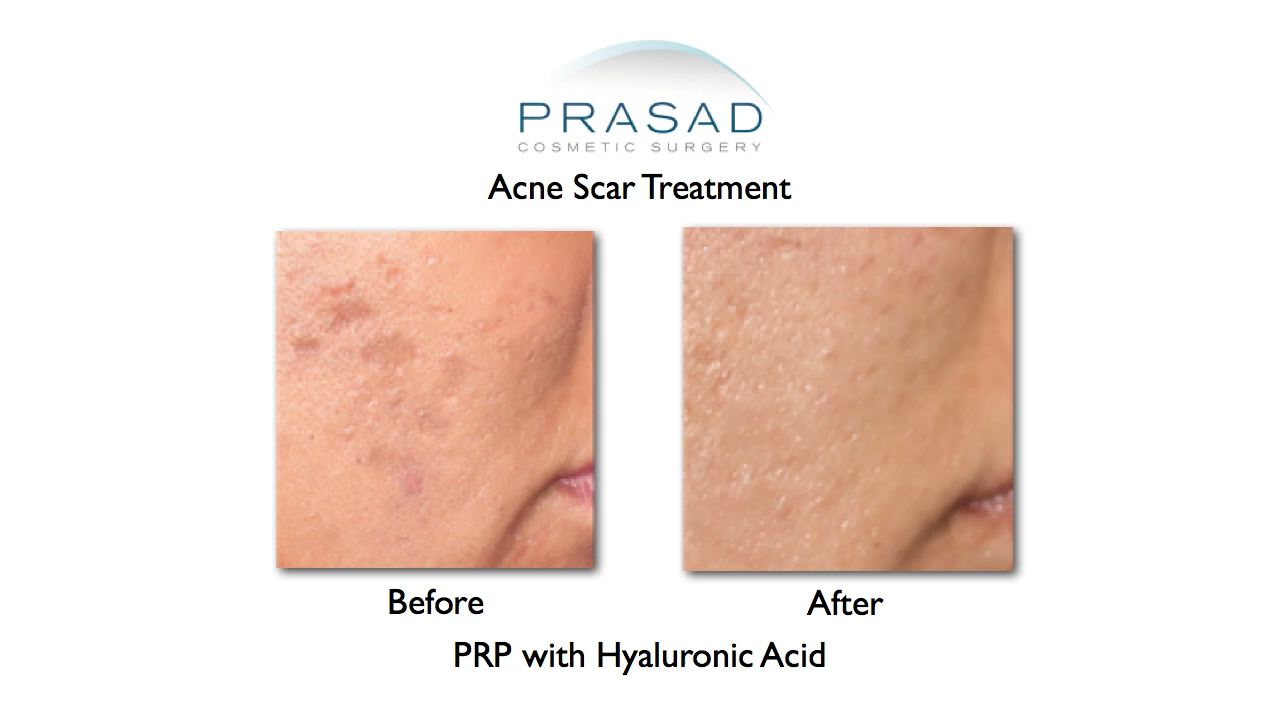 PRASAD
COSMETIC SURGERY
Acne Scar Treatment
Before
After
PRP with Hyaluronic Acid